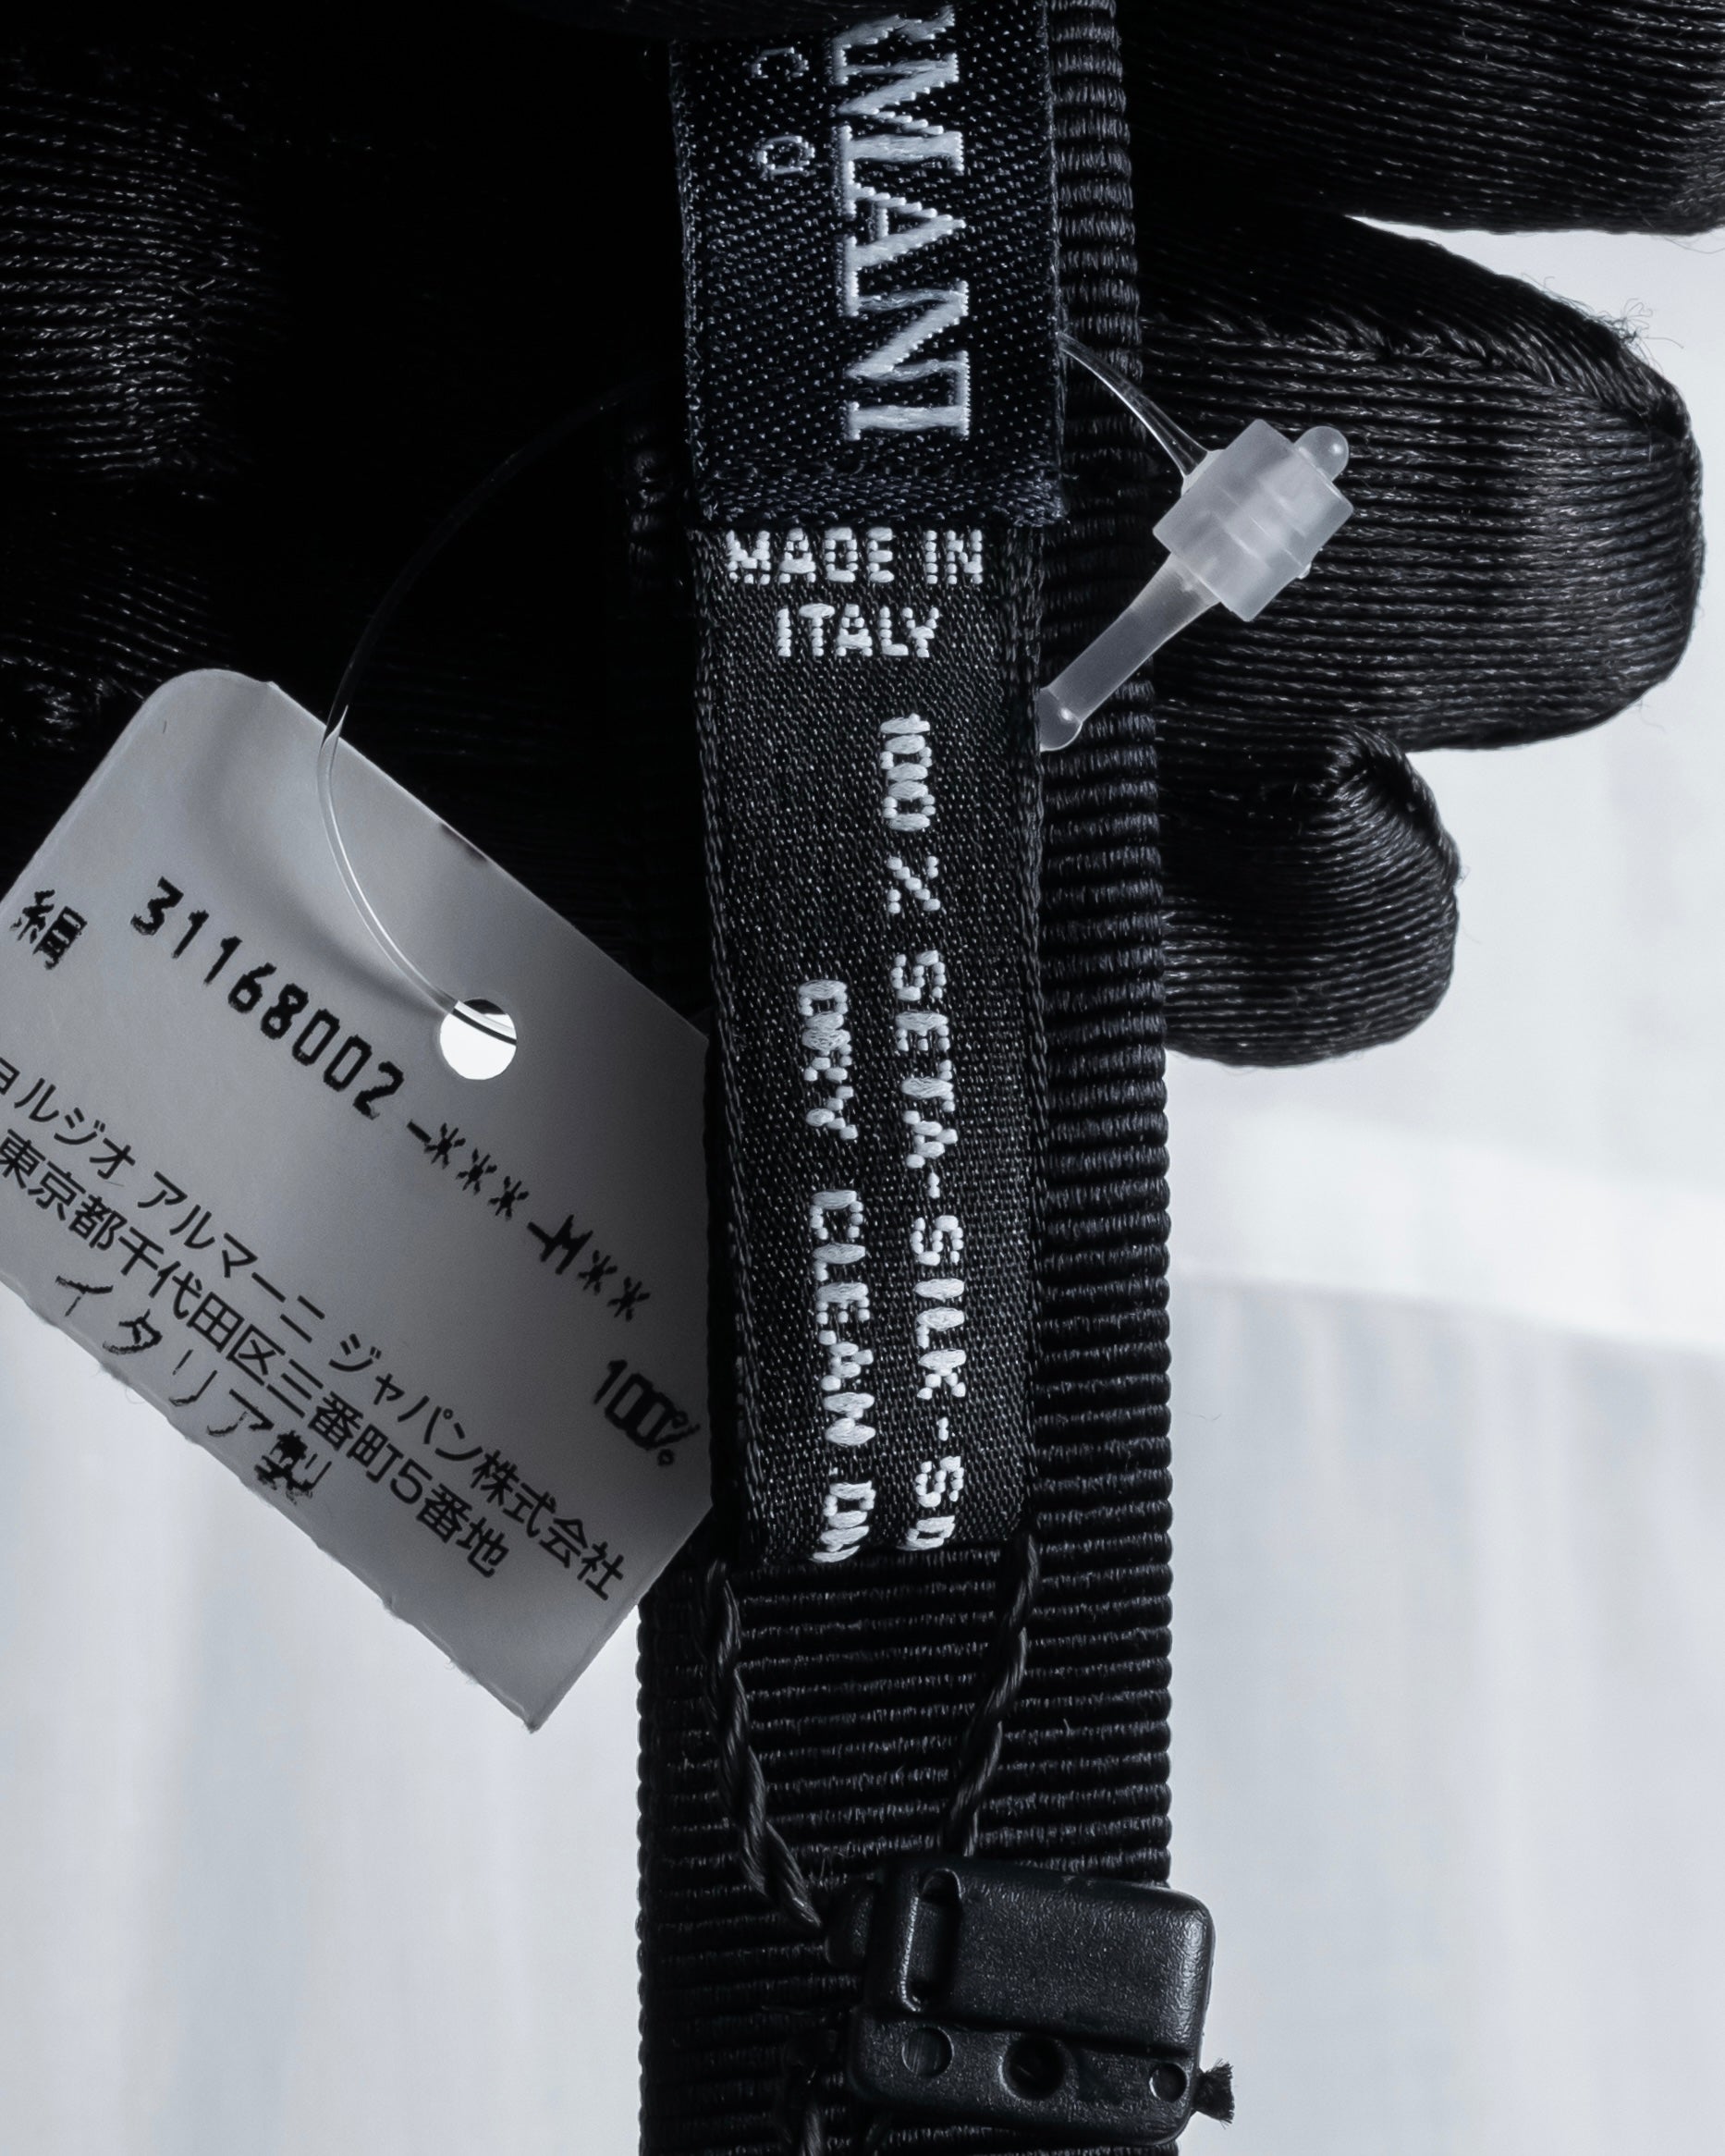 MANI
MADE IN
ITALY
100 % SETA-SILK-
DRY CLEAN
31168002-***-H**
絹
100%
ョルジオ アルマーニ ジャパン株式会社
東京都千代田区三番町5番地
イタリア製